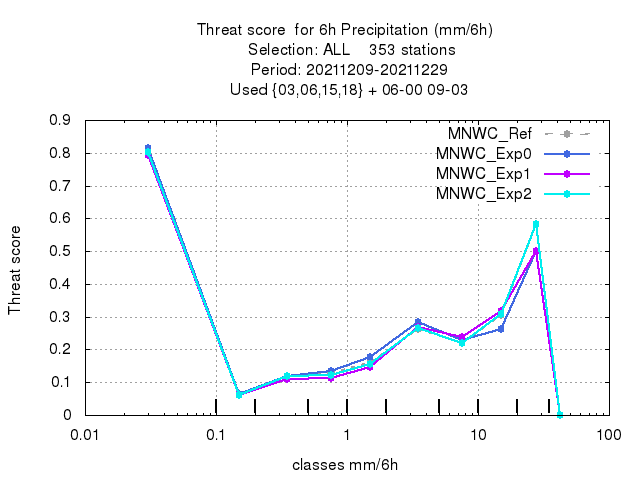 Threat score  for 6h Precipitation (mm/6h)
Selection: ALL    353 stations
Period: 20211209-20211229
Used {03,06,15,18} + 06-00 09-03
MNWC_Ref
MNWC_Exp0
MNWC_Exp1
MNWC_Exp2
Threat score
0.9
0.8
0.7
0.6
0.5
0.4
0.3
0.2
0.1
0
0.01 0.1 1 10 100
classes mm/6h